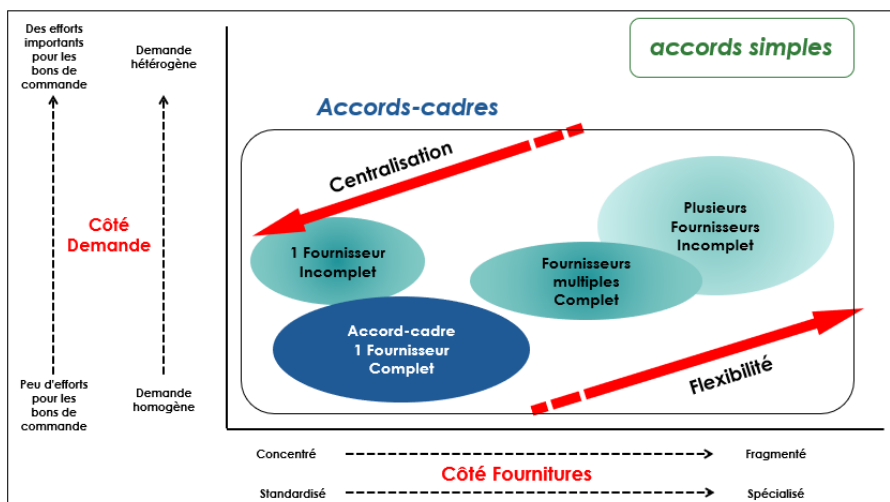 Des efforts
importants
pour les
bons de
commande
Demande
hétérogène
accords simples
Accords-cadres
Centralisation
Côté
Demande
1 Fournisseur
Incomplet
Plusieurs
Fournisseurs
Incomplet
Fournisseurs
multiples
Complet
Accord-cadre
1 Fournisseur
Complet
Flexibilité
Peu d'efforts
pour les
bons de
commande
Demande
homogène
Concentré
Fragmenté
Côté Fournitures
Standardisé
Spécialisé